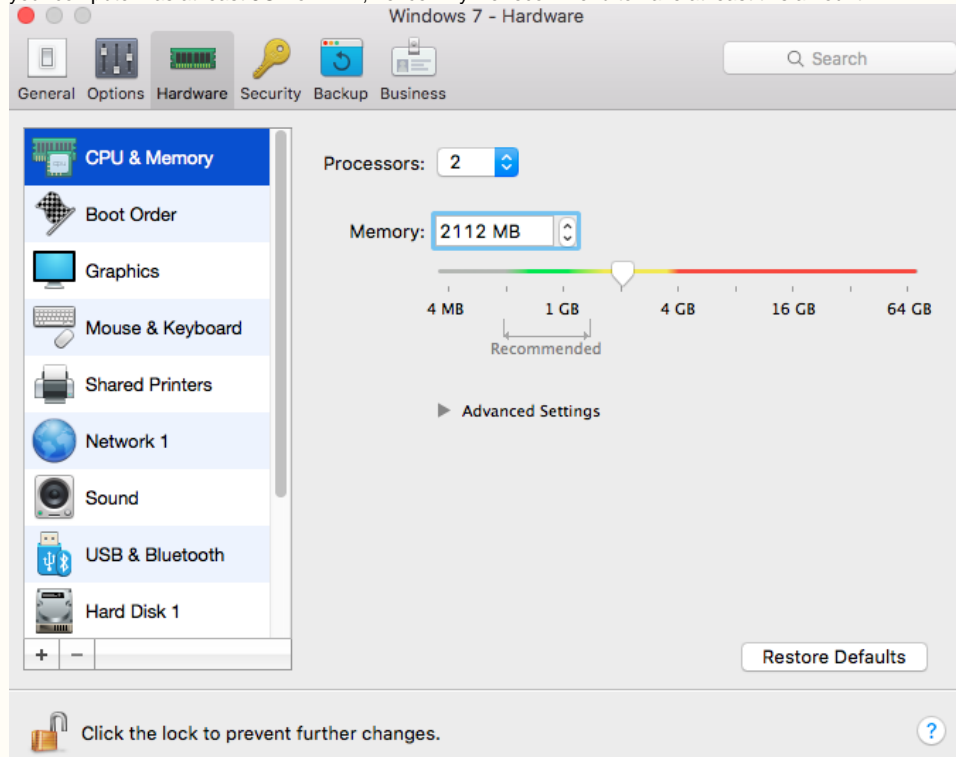 Windows 7 - Hardware
Search
General Options Hardware Security Backup Business
CPU & Memory
Boot Order
Graphics
Mouse & Keyboard
Shared Printers
Network 1
Sound
USB & Bluetooth
Hard Disk 1
+ −
Processors: 2
Memory: 2112 MB
4 MB 1 GB 4 GB 16 GB 64 GB
Recommended
Advanced Settings
Restore Defaults
Click the lock to prevent further changes.
?